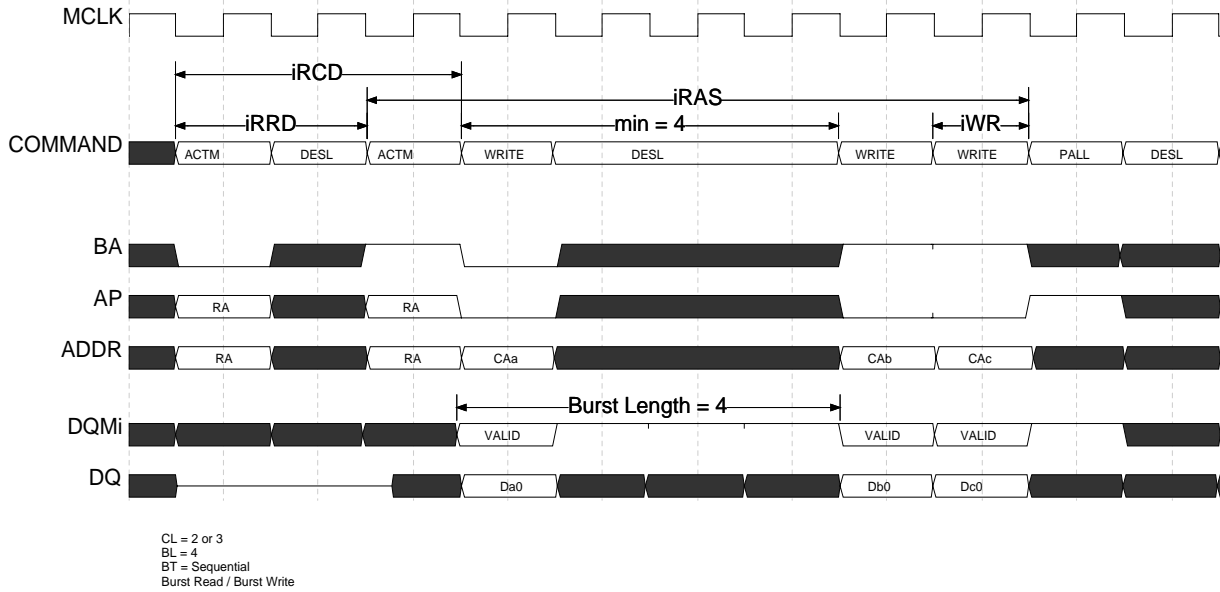 MCLK
iRCD
iRAS
iRRD min = 4 iWR
COMMAND ACTM DESL ACTM WRITE DESL WRITE WRITE PALL DESL
BA
AP RA RA
ADDR RA RA CAa CAb CAc
Burst Length = 4
DQMi VALID VALID VALID
DQ Da0 Db0 Dc0
CL = 2 or 3
BL = 4
BT = Sequential
Burst Read / Burst Write